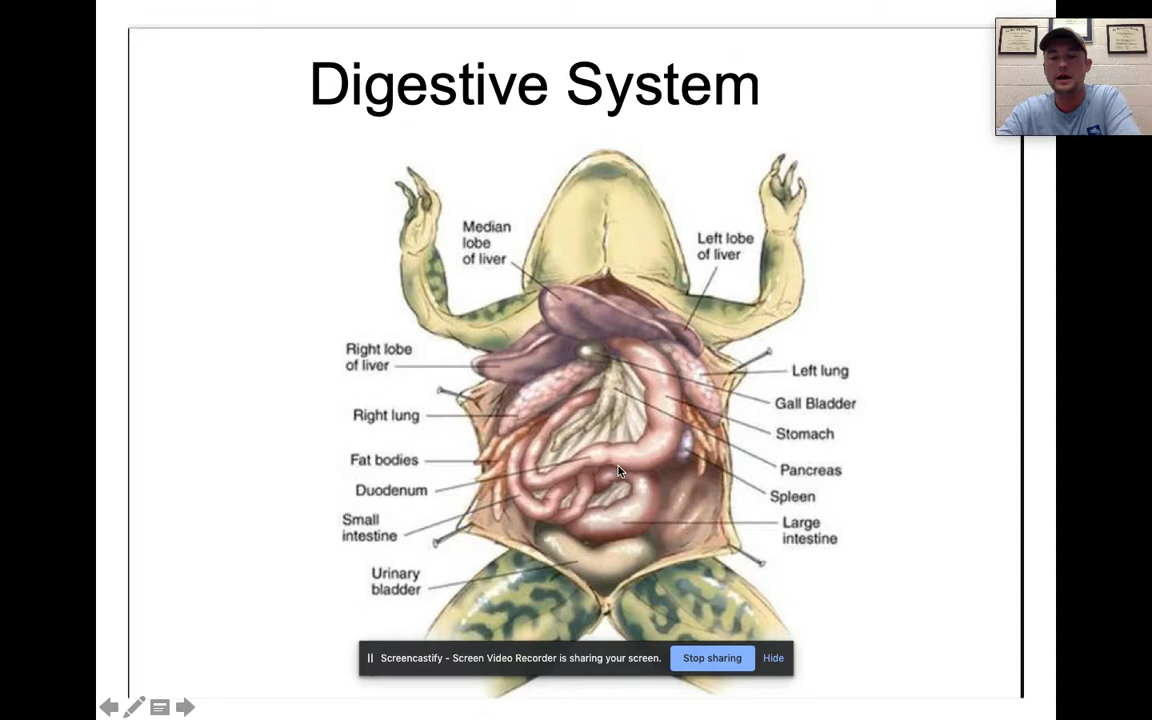 Digestive System
Median
lobe
of liver
Left lobe
of liver
Right lobe
of liver
Left lung
Gall Bladder
Right lung
Stomach
Fat bodies
Pancreas
Duodenum
Spleen
Small
intestine
Large
intestine
Urinary
bladder
Screencastify - Screen Video Recorder is sharing your screen.
Stop sharing
Hide